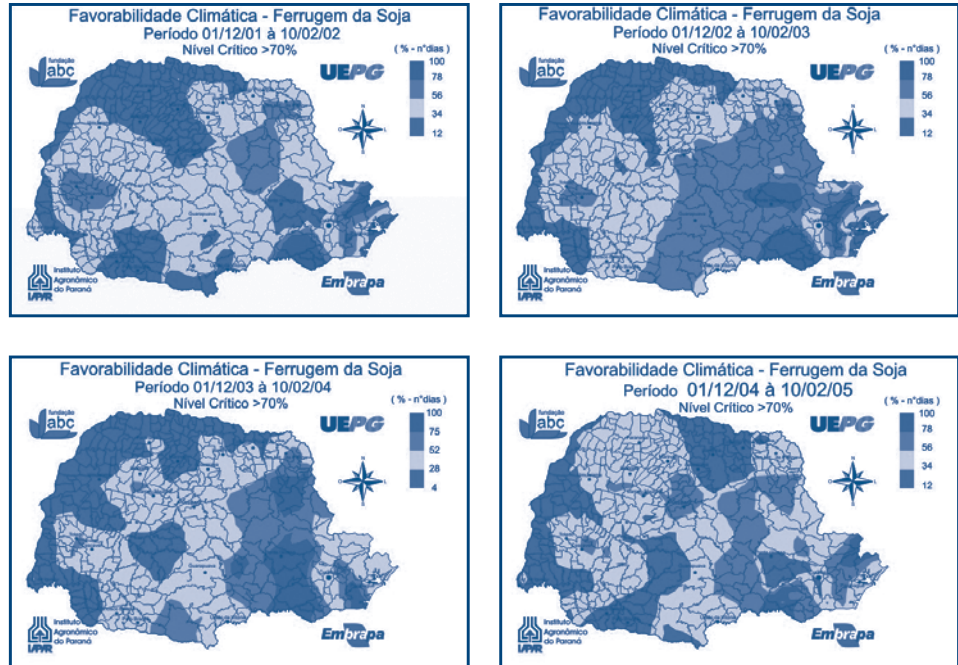 Favorabilidade Climática - Ferrugem da Soja
Período 01/12/01 à 10/02/02
Nível Crítico >70%
( % - n°dias )
fundação
abc
UEPG
100
78
56
34
12
O
L
Instituto
Agronômico
do Paraná
IAPAR
Embrapa
Favorabilidade Climática - Ferrugem da Soja
Período 01/12/02 à 10/02/03
Nível Crítico >70%
( % - n°dias )
fundação
abc
UEPG
100
78
56
34
12
O
L
Instituto
Agronômico
do Paraná
IAPAR
Embrapa
Favorabilidade Climática - Ferrugem da Soja
Período 01/12/03 à 10/02/04
Nível Crítico >70%
( % - n°dias )
fundação
abc
UEPG
100
75
52
28
4
O
L
Instituto
Agronômico
do Paraná
IAPAR
Embrapa
Favorabilidade Climática - Ferrugem da Soja
Período 01/12/04 à 10/02/05
Nível Crítico >70%
( % - n°dias )
fundação
abc
UEPG
100
78
56
34
12
O
L
Instituto
Agronômico
do Paraná
IAPAR
Embrapa